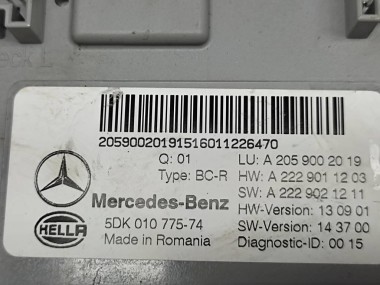 20590020191516011226470
Q: 01 LU: A 205 900 20 19
Type: BC-R HW: A 222 901 12 03
SW: A 222 902 12 11
Mercedes-Benz HW-Version: 13 09 01
HELLA 5DK 010 775-74 SW-Version: 14 37 00
Made in Romania Diagnostic-ID: 00 15